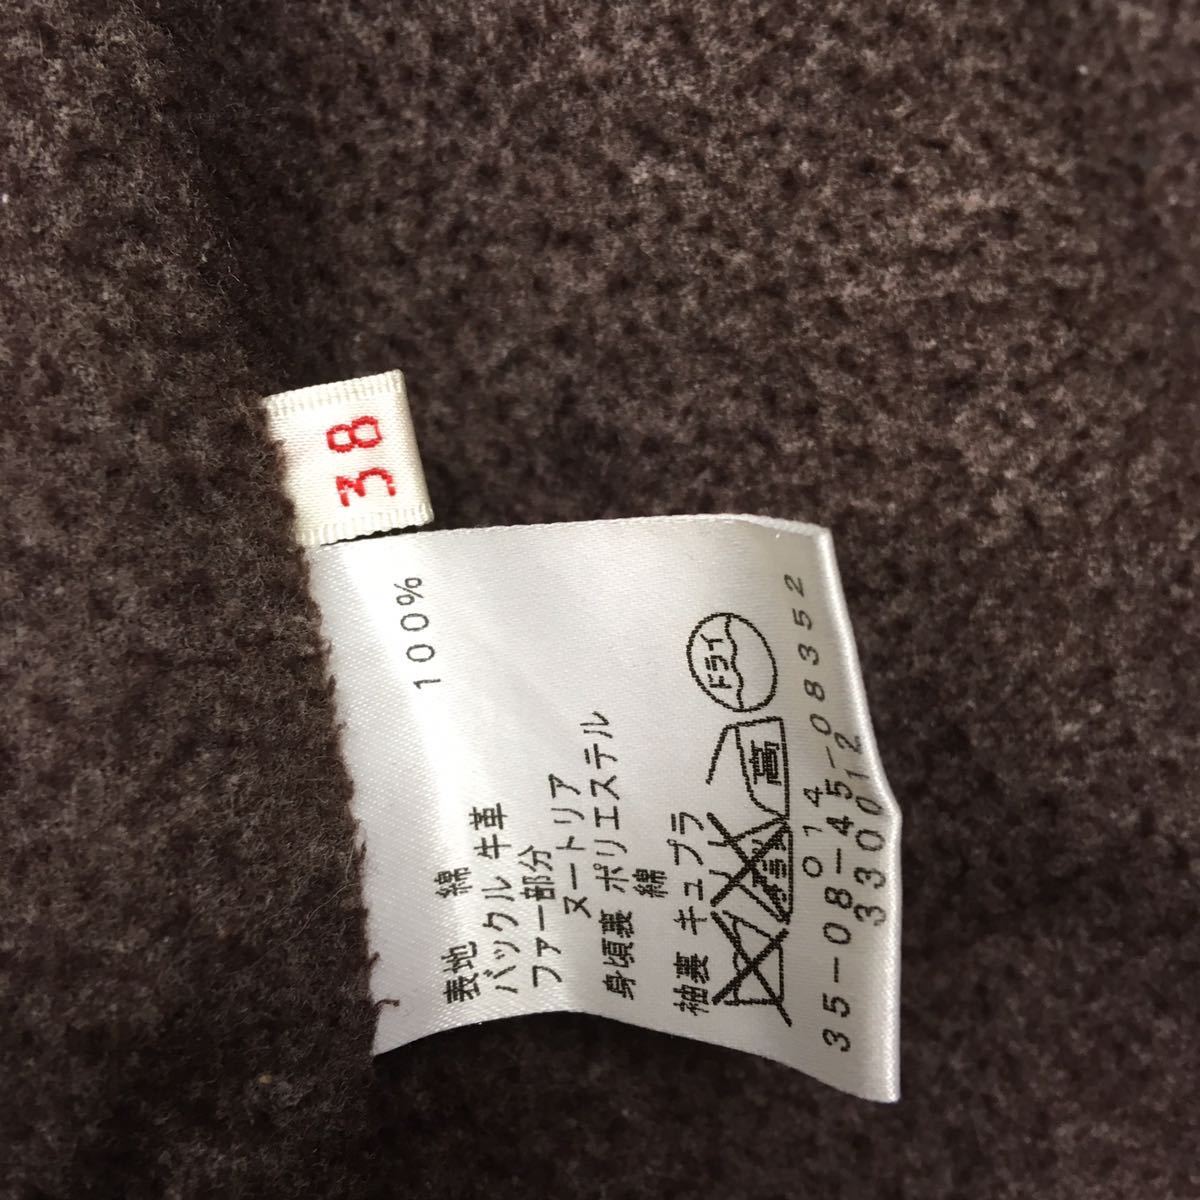 38
100%
表地 綿
バックル 牛革
ファー部分
ヌートリア
身頃裏 ポリエステル
綿
袖裏 キュプラ
高
ドライ
014
35-08-45-08352
330012